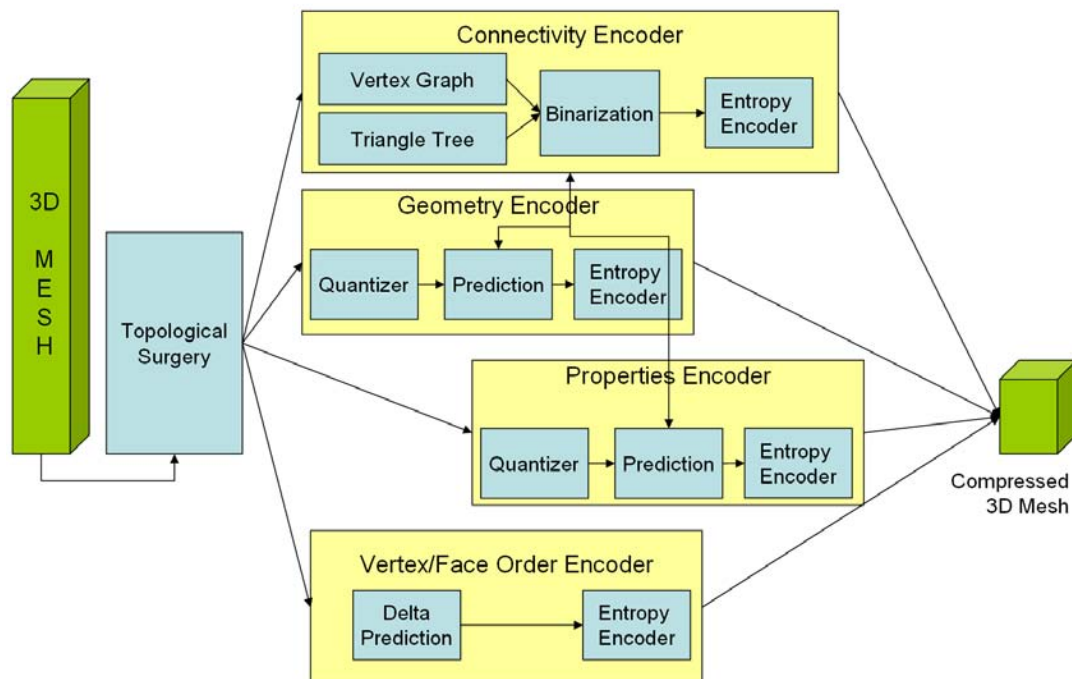 Connectivity Encoder
Vertex Graph
Triangle Tree
Binarization
Entropy
Encoder
3D
M
E
S
H
Topological
Surgery
Geometry Encoder
Quantizer
Prediction
Entropy
Encoder
Properties Encoder
Quantizer
Prediction
Entropy
Encoder
Vertex/Face Order Encoder
Delta
Prediction
Entropy
Encoder
Compressed
3D Mesh